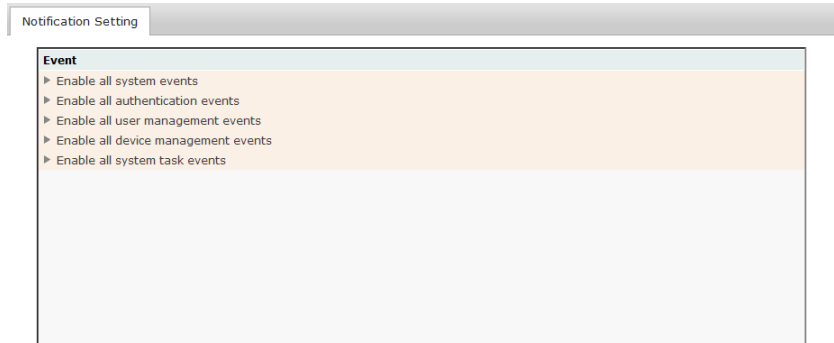 Notification Setting
Event
Enable all system events
Enable all authentication events
Enable all user management events
Enable all device management events
Enable all system task events